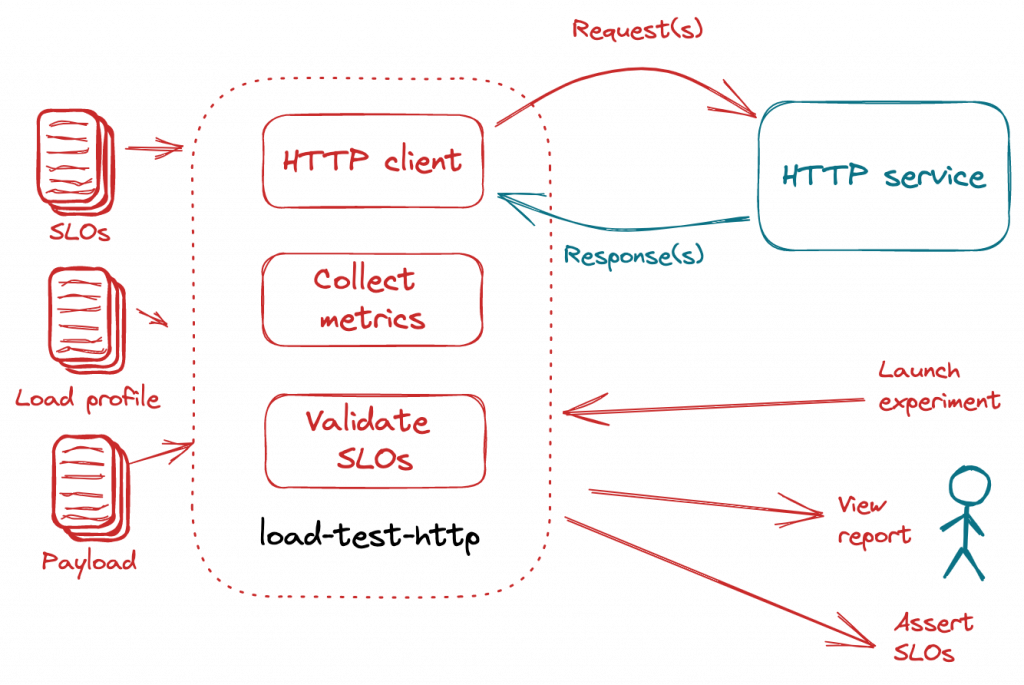 Request(s)
HTTP client
HTTP service
SLOs
Response(s)
Collect
metrics
Load profile
Launch
experiment
Validate
SLOs
View
report
load-test-http
Payload
Assert
SLOs